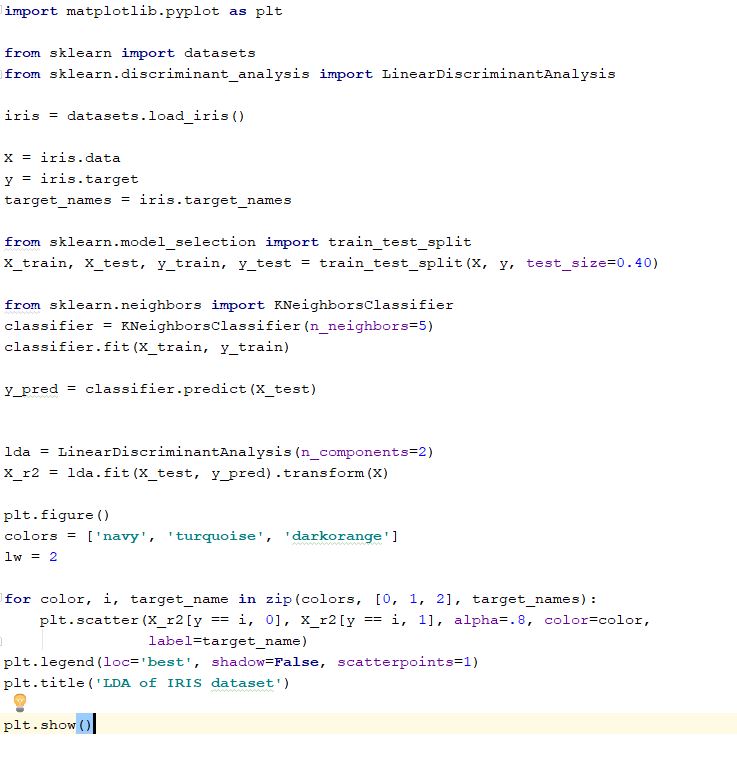 import matplotlib.pyplot as plt
from sklearn import datasets
from sklearn.discriminant_analysis import LinearDiscriminantAnalysis
iris = datasets.load_iris()
X = iris.data
y = iris.target
target_names = iris.target_names
from sklearn.model_selection import train_test_split
X_train, X_test, y_train, y_test = train_test_split(X, y, test_size=0.40)
from sklearn.neighbors import KNeighborsClassifier
classifier = KNeighborsClassifier(n_neighbors=5)
classifier.fit(X_train, y_train)
y_pred = classifier.predict(X_test)
lda = LinearDiscriminantAnalysis(n_components=2)
X_r2 = lda.fit(X_test, y_pred).transform(X)
plt.figure()
colors = ['navy', 'turquoise', 'darkorange']
lw = 2
for color, i, target_name in zip(colors, [0, 1, 2], target_names):
    plt.scatter(X_r2[y == i, 0], X_r2[y == i, 1], alpha=.8, color=color,
                label=target_name)
plt.legend(loc='best', shadow=False, scatterpoints=1)
plt.title('LDA of IRIS dataset')
plt.show()